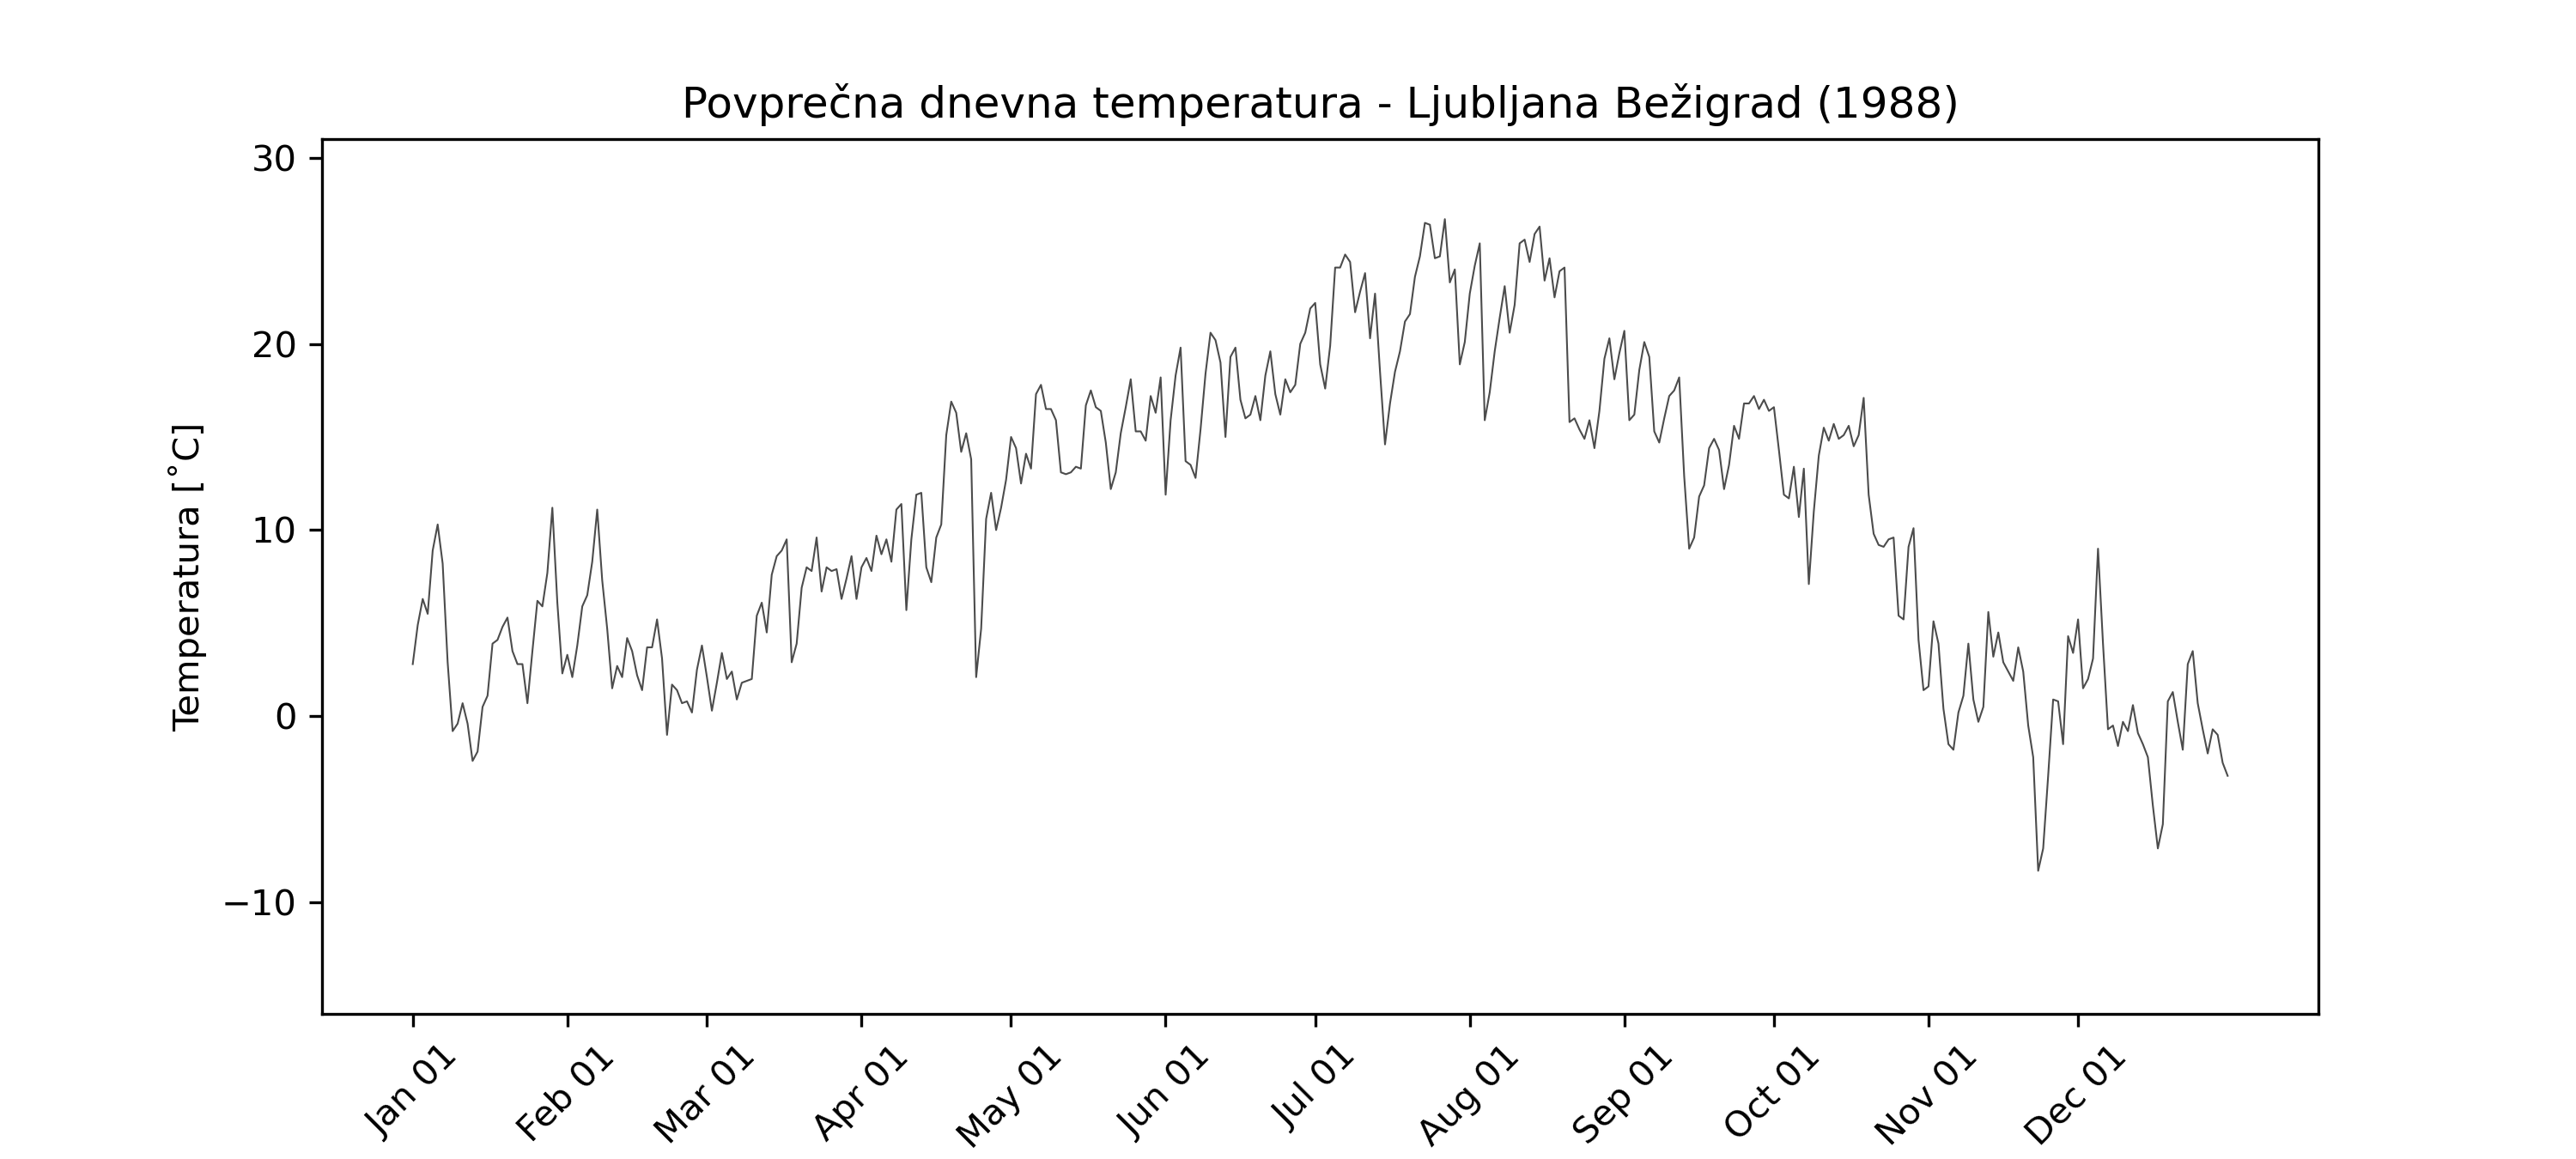 Povprečna dnevna temperatura - Ljubljana Bežigrad (1988)
Temperatura [˚C]
30
20
10
0
−10
Jan 01
Feb 01
Mar 01
Apr 01
May 01
Jun 01
Jul 01
Aug 01
Sep 01
Oct 01
Nov 01
Dec 01